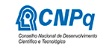 CNPq
Conselho Nacional de Desenvolvimento
Científico e Tecnológico